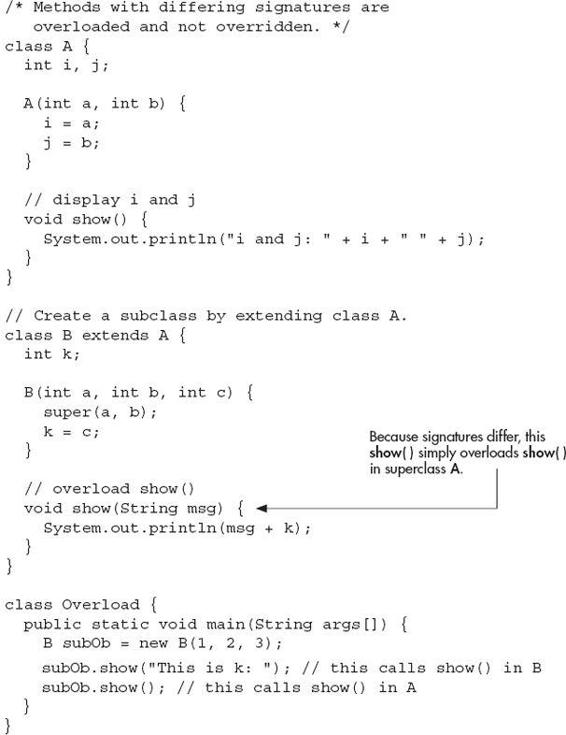 /* Methods with differing signatures are
   overloaded and not overridden. */
class A {
  int i, j;

  A(int a, int b) {
    i = a;
    j = b;
  }

  // display i and j
  void show() {
    System.out.println("i and j: " + i + " " + j);
  }
}

// Create a subclass by extending class A.
class B extends A {
  int k;

  B(int a, int b, int c) {
    super(a, b);
    k = c;
  }

Because signatures differ, this
show( ) simply overloads show( )
in superclass A.

  // overload show()
  void show(String msg) {
    System.out.println(msg + k);
  }
}

class Overload {
  public static void main(String args[]) {
    B subOb = new B(1, 2, 3);
    subOb.show("This is k: "); // this calls show() in B
    subOb.show(); // this calls show() in A
  }
}